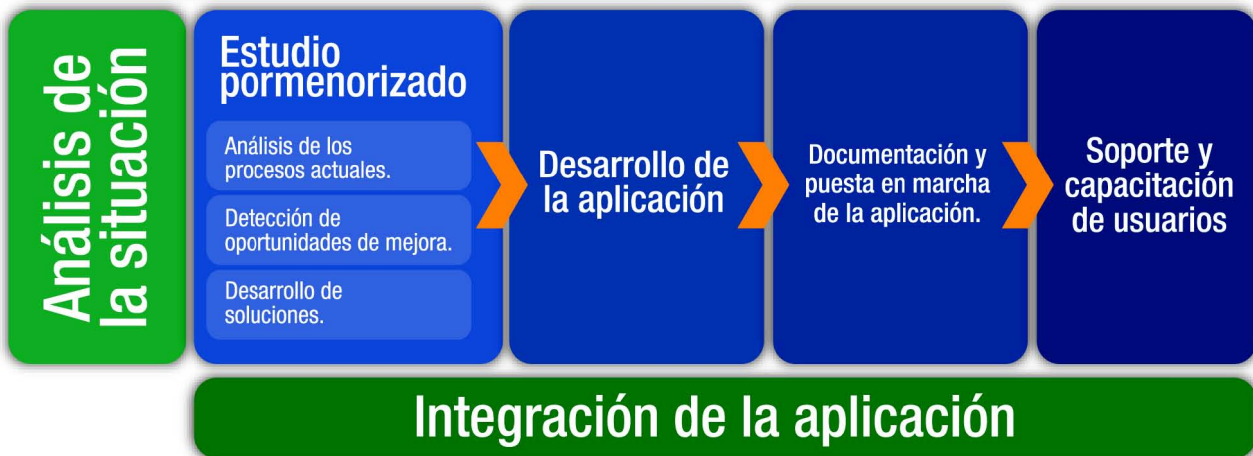 Análisis de
la situación
Estudio
pormenorizado
Análisis de los
procesos actuales.
Detección de
oportunidades de mejora.
Desarrollo de
soluciones.
Desarrollo de
la aplicación
Documentación y
puesta en marcha
de la aplicación.
Soporte y
capacitación
de usuarios
Integración de la aplicación